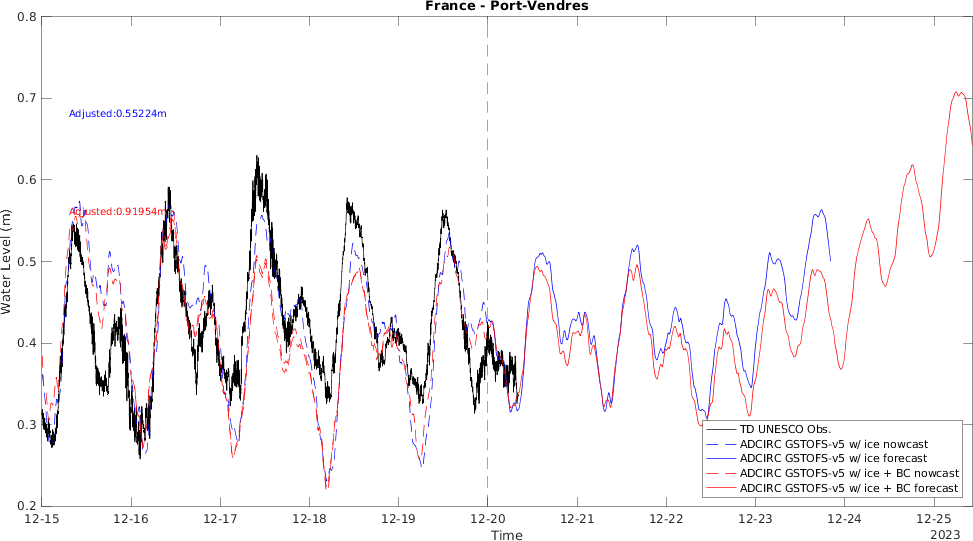 France - Port-Vendres
Water Level (m)
0.8
0.7
0.6
0.5
0.4
0.3
0.2
Adjusted:0.55224m
Adjusted:0.91954m
TD UNESCO Obs.
ADCIRC GSTOFS-v5 w/ ice nowcast
ADCIRC GSTOFS-v5 w/ ice forecast
ADCIRC GSTOFS-v5 w/ ice + BC nowcast
ADCIRC GSTOFS-v5 w/ ice + BC forecast
12-15 12-16 12-17 12-18 12-19 12-20 12-21 12-22 12-23 12-24 12-25
Time
2023